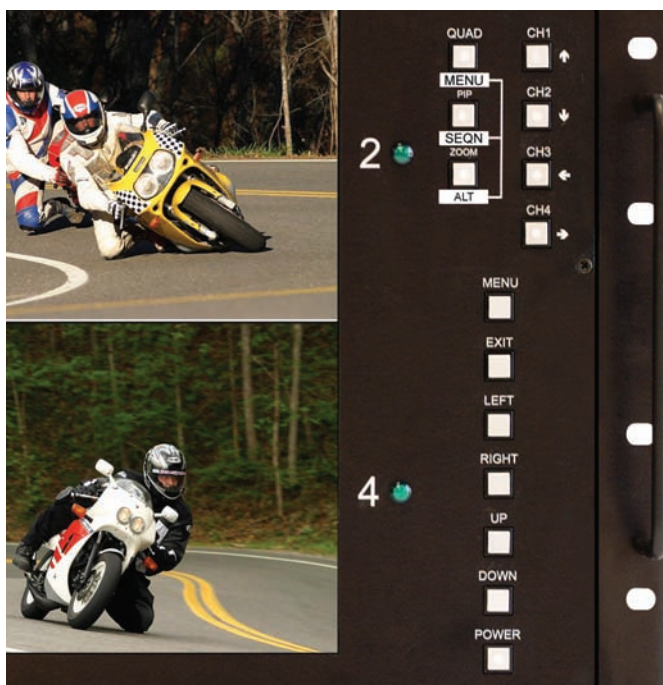 QUAD
CH1
MENU
PIP
CH2
SEQN
2
ZOOM
CH3
ALT
CH4
MENU
EXIT
LEFT
RIGHT
4
UP
DOWN
POWER